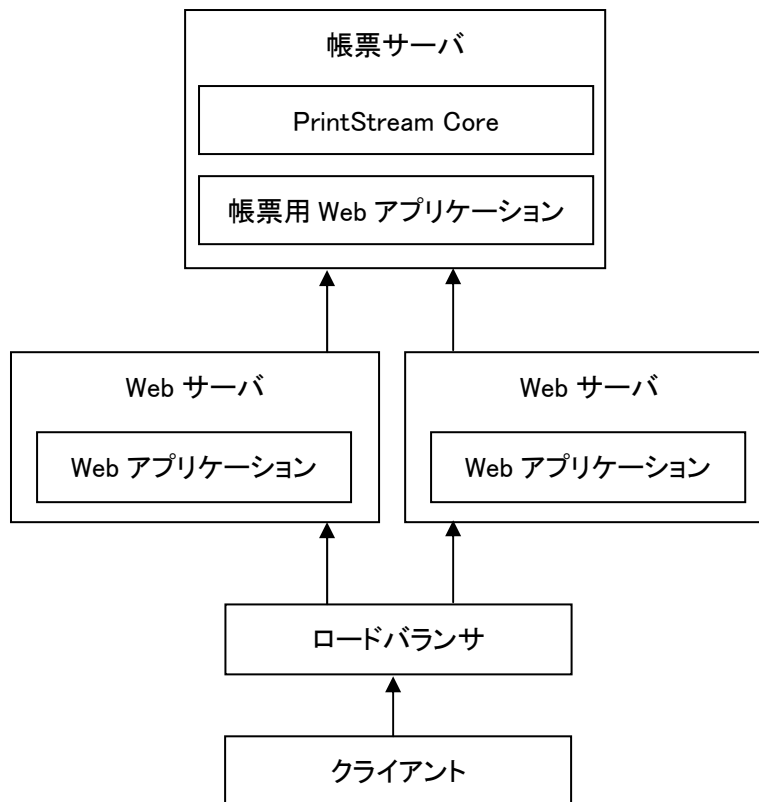 帳票サーバ
PrintStream Core
帳票用 Web アプリケーション
Web サーバ
Web アプリケーション
Web サーバ
Web アプリケーション
ロードバランサ
クライアント